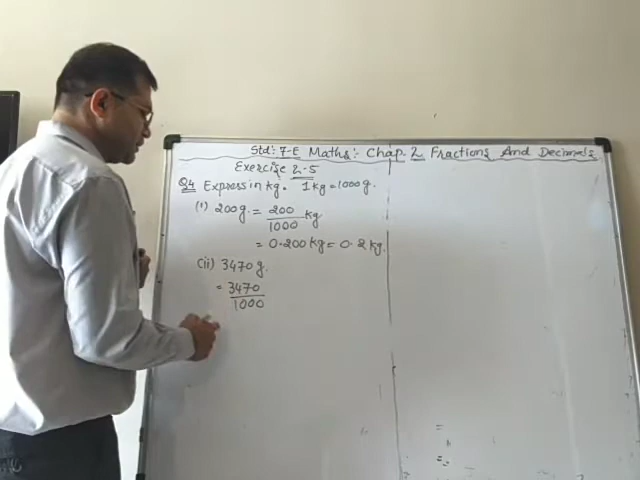 Std: 7-E Maths: Chap. 2 Fractions And Decimals
Exercise 2.5
Q4 Express in kg. 1kg = 1000g.
(i) 200g. = 200/1000 kg
= 0.200 kg = 0.2 kg.
(ii) 3470 g.
= 3470/1000